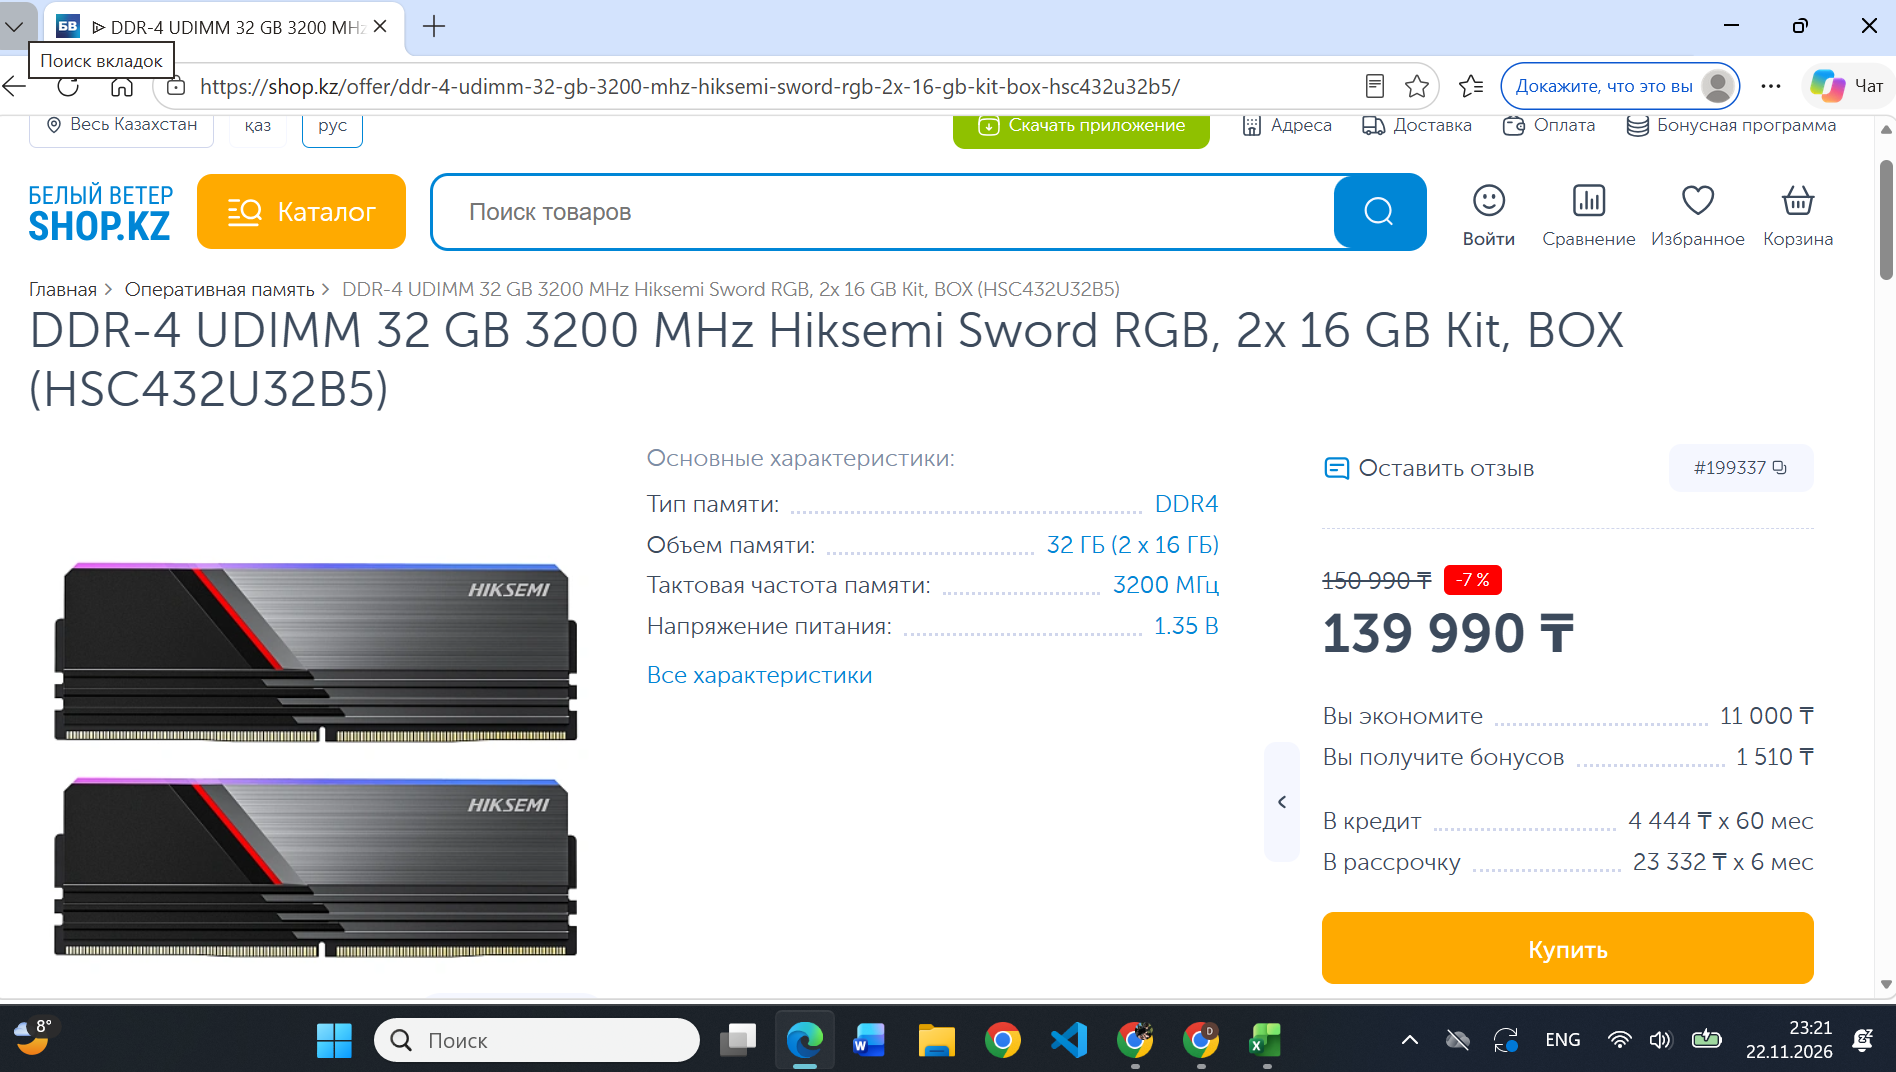 БВ DDR-4 UDIMM 32 GB 3200 MHz
Поиск вкладок
https://shop.kz/offer/ddr-4-udimm-32-gb-3200-mhz-hiksemi-sword-rgb-2x-16-gb-kit-box-hsc432u32b5/
Докажите, что это вы
Чат
Весь Казахстан
қаз
рус
Скачать приложение
Адреса
Доставка
Оплата
Бонусная программа
БЕЛЫЙ ВЕТЕР
SHOP.KZ
Каталог
Поиск товаров
Войти
Сравнение
Избранное
Корзина
Главная > Оперативная память > DDR-4 UDIMM 32 GB 3200 MHz Hiksemi Sword RGB, 2x 16 GB Kit, BOX (HSC432U32B5)
DDR-4 UDIMM 32 GB 3200 MHz Hiksemi Sword RGB, 2x 16 GB Kit, BOX
(HSC432U32B5)
HIKSEMI
HIKSEMI
Основные характеристики:
Тип памяти: DDR4
Объем памяти: 32 ГБ (2 x 16 ГБ)
Тактовая частота памяти: 3200 МГц
Напряжение питания: 1.35 В
Все характеристики
Оставить отзыв
#199337
150 990 ₸ -7 %
139 990 ₸
Вы экономите 11 000 ₸
Вы получите бонусов 1 510 ₸
В кредит 4 444 ₸ x 60 мес
В рассрочку 23 332 ₸ x 6 мес
Купить
8°
Поиск
ENG
23:21
22.11.2026